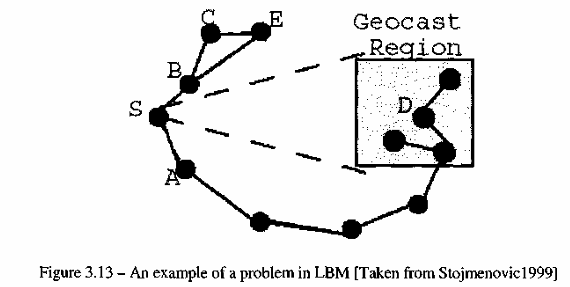 C
E
Geocast
Region
B
D
S
A
Figure 3.13 – An example of a problem in LBM [Taken from Stojmenovic1999]